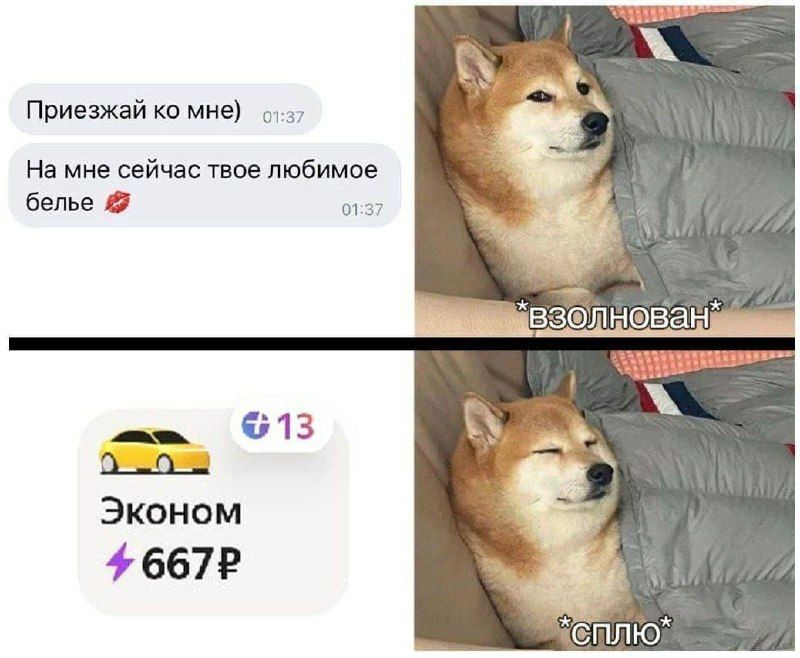 Приезжай ко мне) 01:37
На мне сейчас твое любимое
белье 💋 01:37
*взолнован*
+13
Эконом
⚡667₽
*сплю*